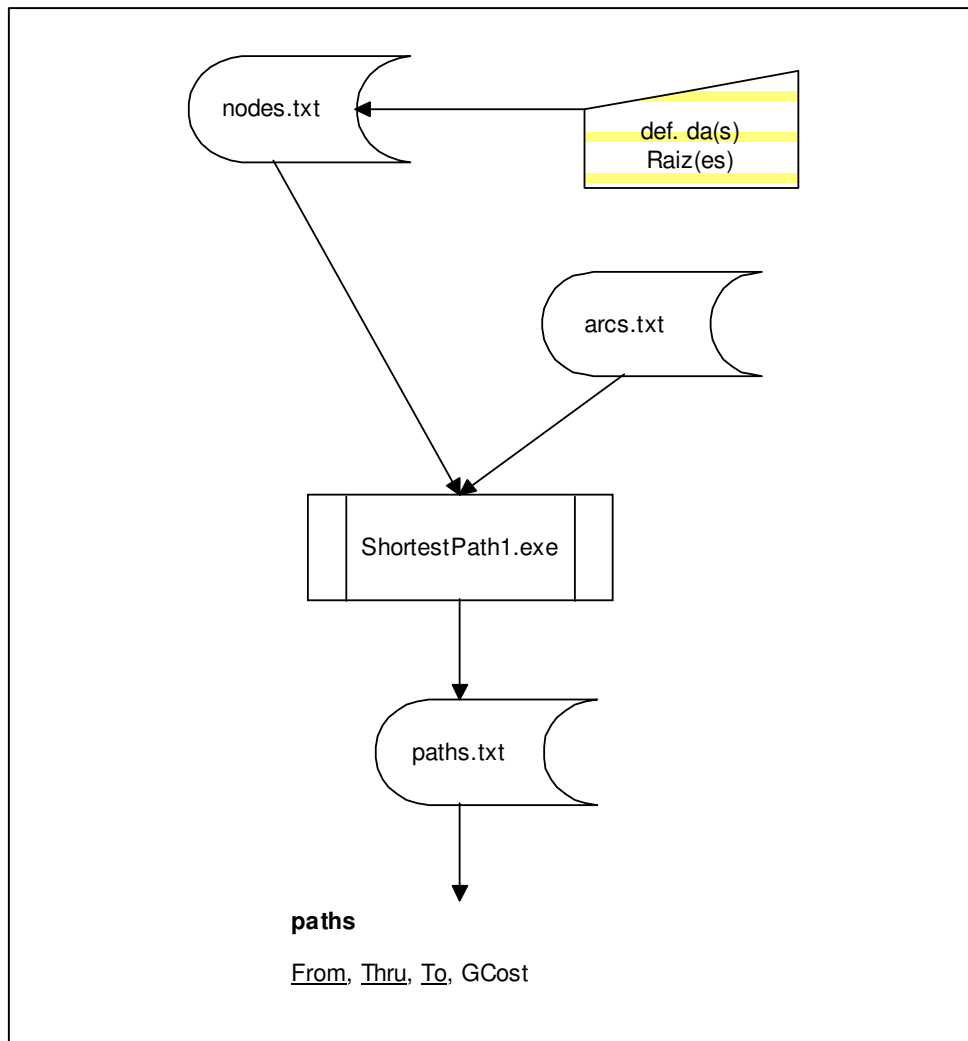 nodes.txt
def. da(s)
Raiz(es)
arcs.txt
ShortestPath1.exe
paths.txt
paths
From, Thru, To, GCost